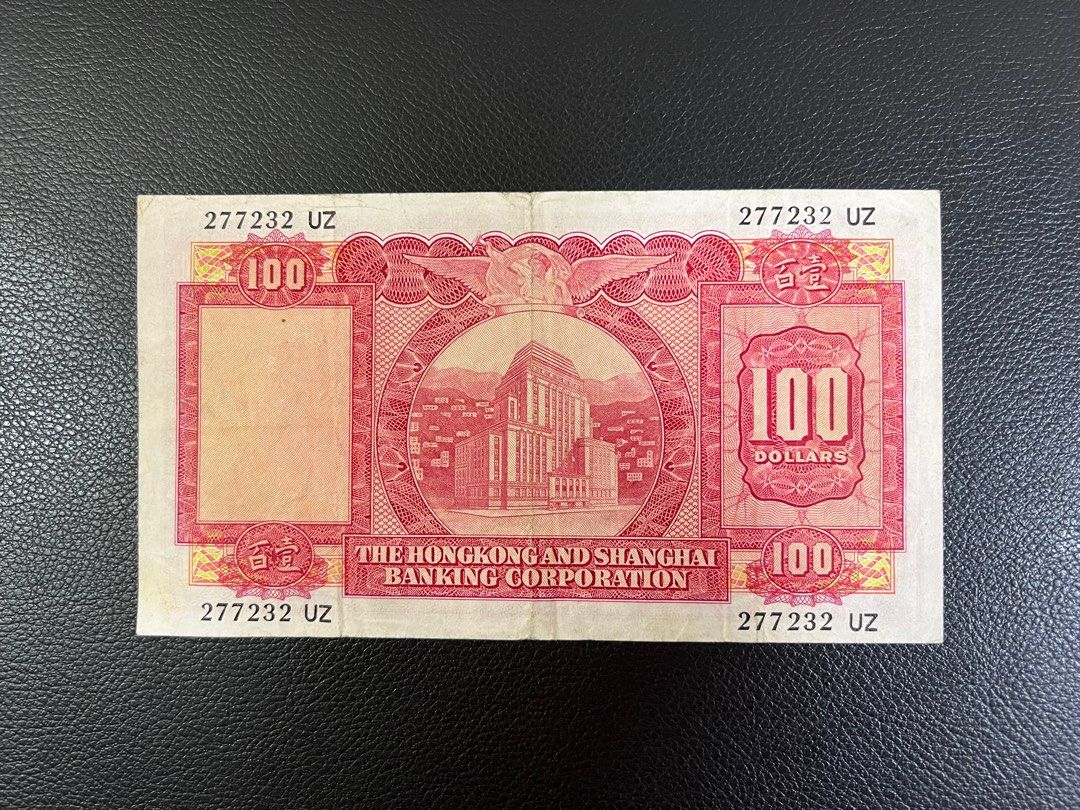 277232 UZ
277232 UZ
100
百壹
100
DOLLARS
百壹
THE HONGKONG AND SHANGHAI
BANKING CORPORATION
100
277232 UZ
277232 UZ